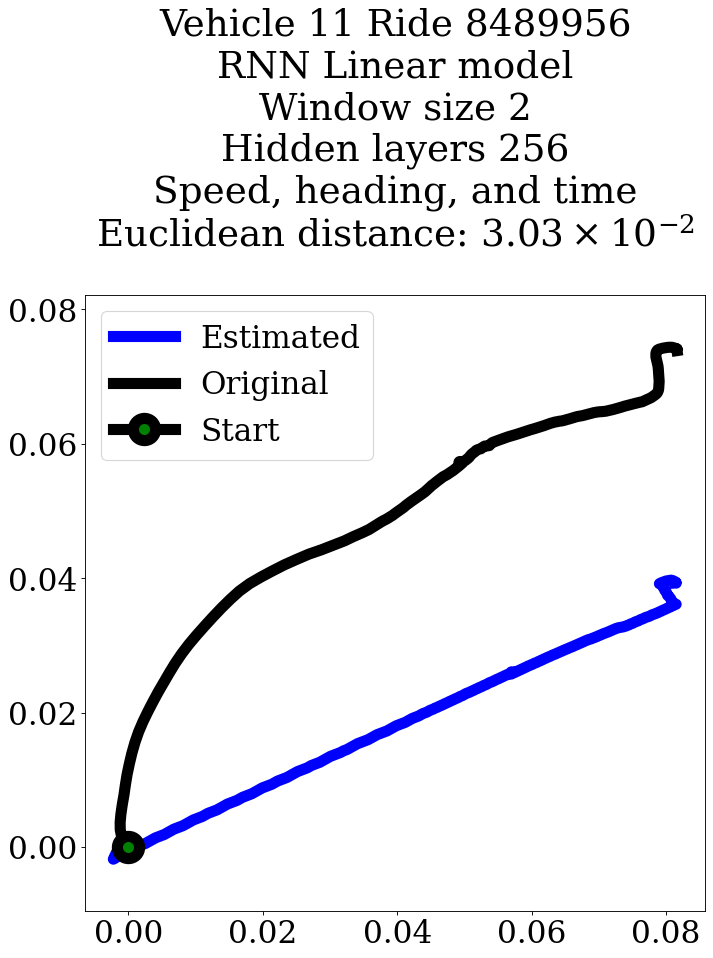 Vehicle 11 Ride 8489956
RNN Linear model
Window size 2
Hidden layers 256
Speed, heading, and time
Euclidean distance: 3.03 × 10⁻²
0.08
0.06
0.04
0.02
0.00
Estimated
Original
Start
0.00 0.02 0.04 0.06 0.08